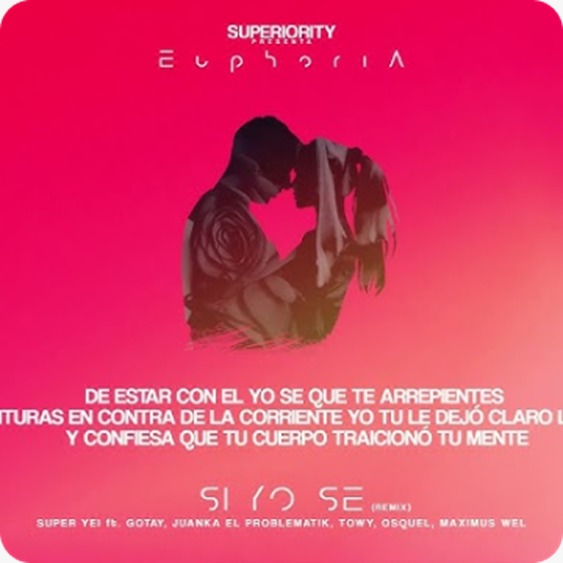 SUPERIORITY
PRESENTA
EuphoriA
DE ESTAR CON EL YO SE QUE TE ARREPIENTES
EN CONTRA DE LA CORRIENTE YO TU LE DEJÓ CLARO
Y CONFIESA QUE TU CUERPO TRAICIONÓ TU MENTE
SI YO SE (REMIX)
SUPER YEI ft. GOTAY, JUANKA EL PROBLEMATIK, TOWY, OSQUEL, MAXIMUS WEL